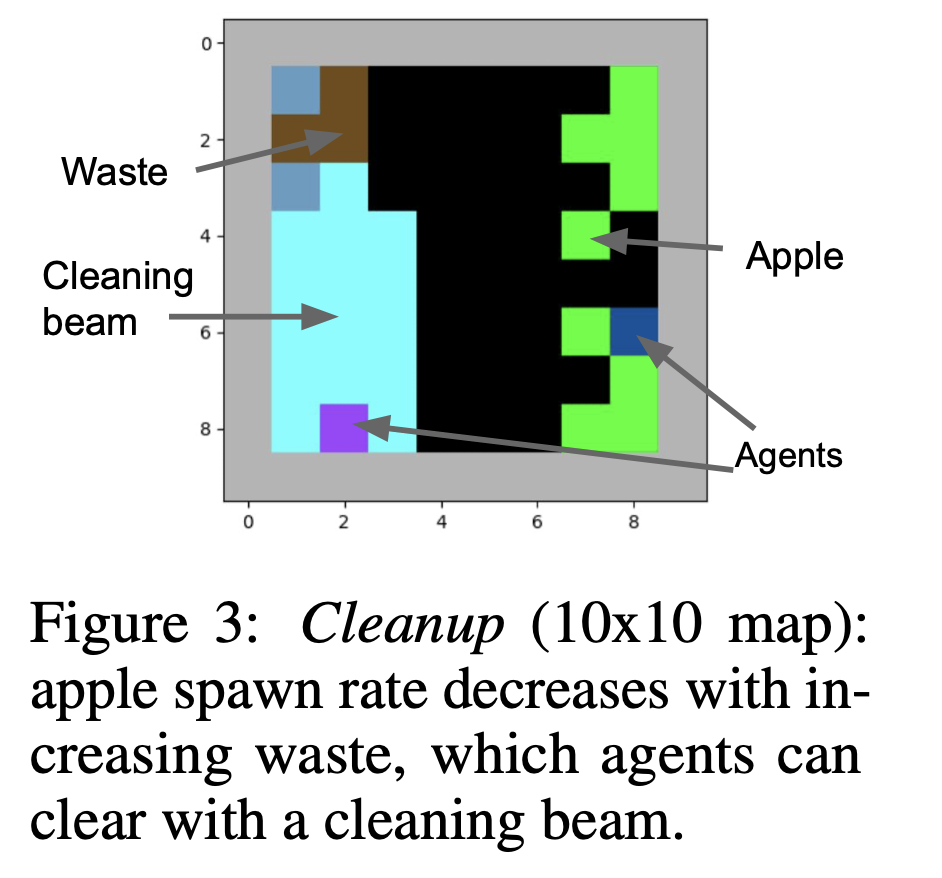 0
2
Waste
4
Apple
Cleaning
beam
6
8
Agents
0 2 4 6 8
Figure 3: Cleanup (10x10 map):
apple spawn rate decreases with in-
creasing waste, which agents can
clear with a cleaning beam.